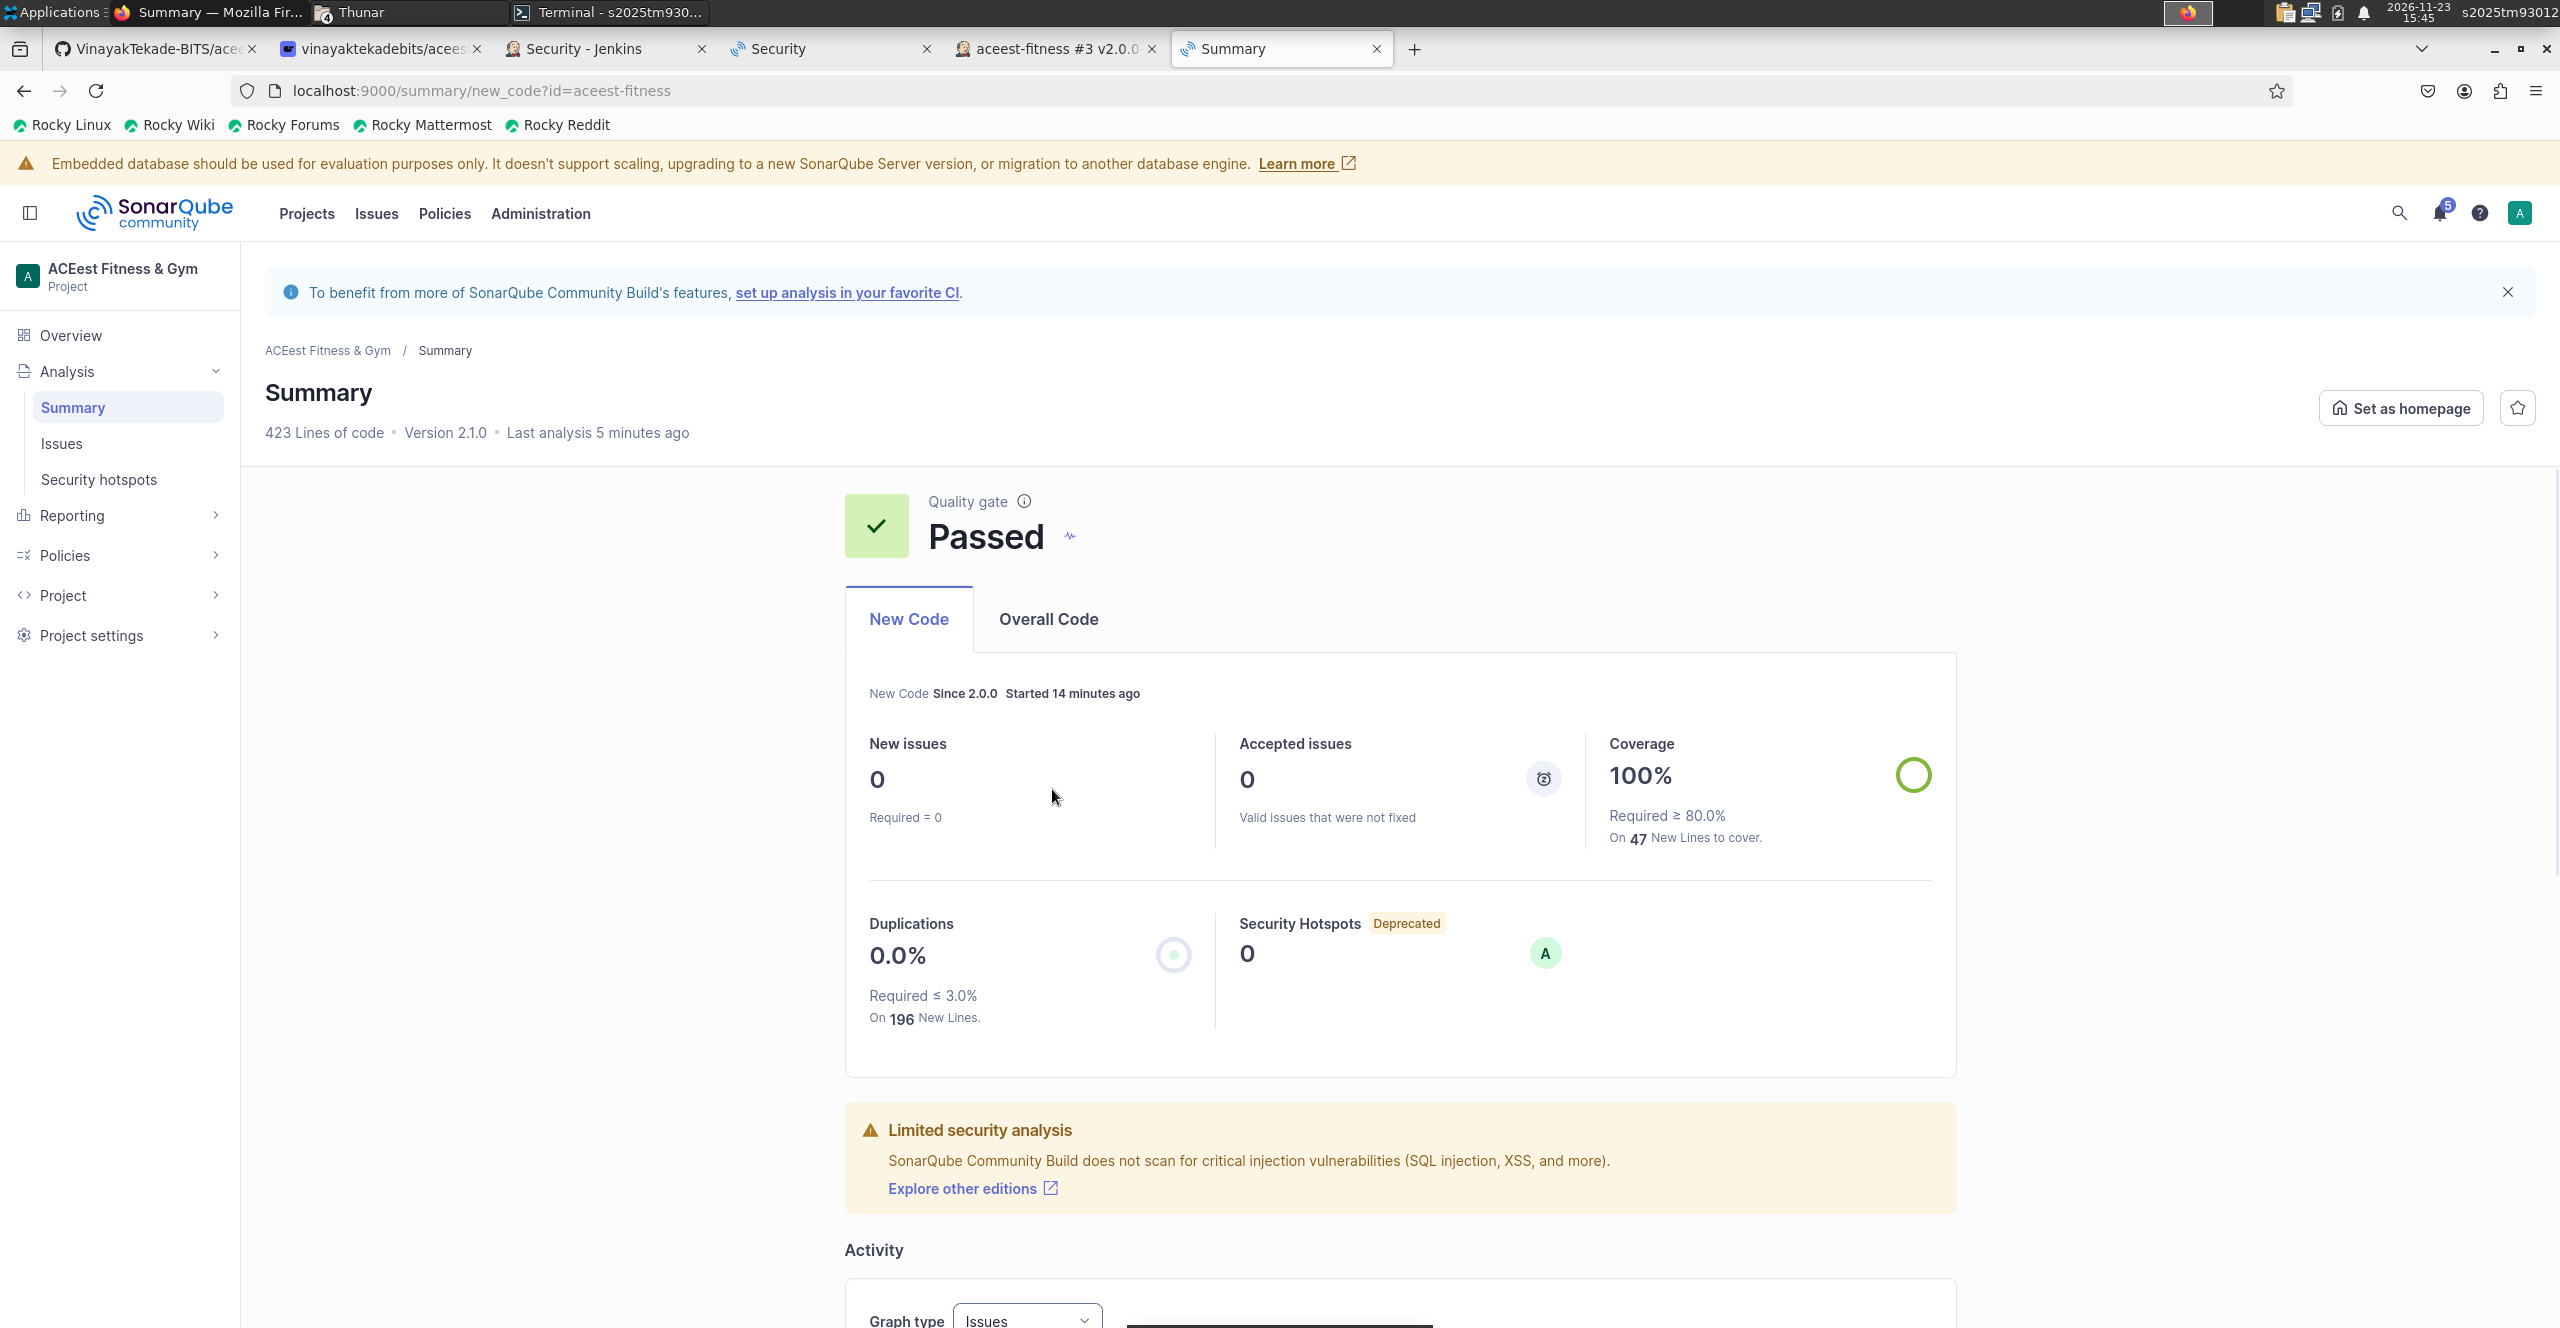 Applications Summary — Mozilla Fir... 4 Thunar Terminal - s2025tm930... 2026-11-23 15:45 s2025tm93012
VinayakTekade-BITS/acee vinayaktekadebits/acees Security - Jenkins Security aceest-fitness #3 v2.0.0- Summary
localhost:9000/summary/new_code?id=aceest-fitness
Rocky Linux Rocky Wiki Rocky Forums Rocky Mattermost Rocky Reddit
Embedded database should be used for evaluation purposes only. It doesn't support scaling, upgrading to a new SonarQube Server version, or migration to another database engine. Learn more
SonarQube community Projects Issues Policies Administration 5 ? A
A ACEest Fitness & Gym
Project
To benefit from more of SonarQube Community Build's features, set up analysis in your favorite CI.
Overview
Analysis
Summary
Issues
Security hotspots
Reporting
Policies
Project
Project settings
ACEest Fitness & Gym / Summary
Summary
Set as homepage
423 Lines of code • Version 2.1.0 • Last analysis 5 minutes ago
Quality gate
Passed
New Code Overall Code
New Code Since 2.0.0 Started 14 minutes ago
New issues
0
Required = 0
Accepted issues
0
Valid issues that were not fixed
Coverage
100%
Required ≥ 80.0%
On 47 New Lines to cover.
Duplications
0.0%
Required ≤ 3.0%
On 196 New Lines.
Security Hotspots Deprecated
0 A
Limited security analysis
SonarQube Community Build does not scan for critical injection vulnerabilities (SQL injection, XSS, and more).
Explore other editions
Activity
Graph type Issues